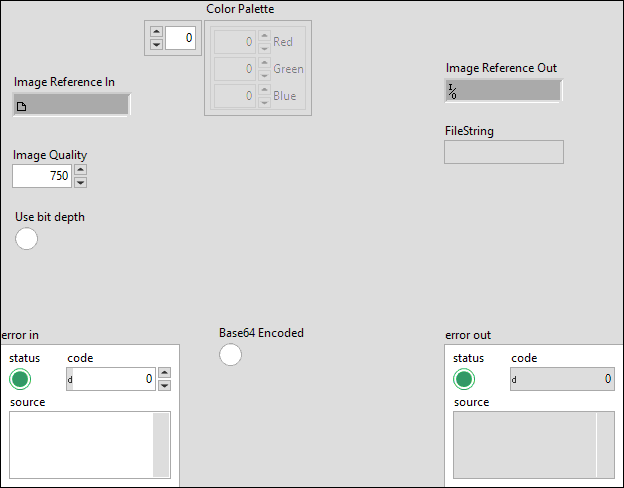 Color Palette
0
0 Red
0 Green
0 Blue
Image Reference In
Image Reference Out
I/O
FileString
Image Quality
750
Use bit depth
error in
status code
d 0
source
Base64 Encoded
error out
status code
d 0
source